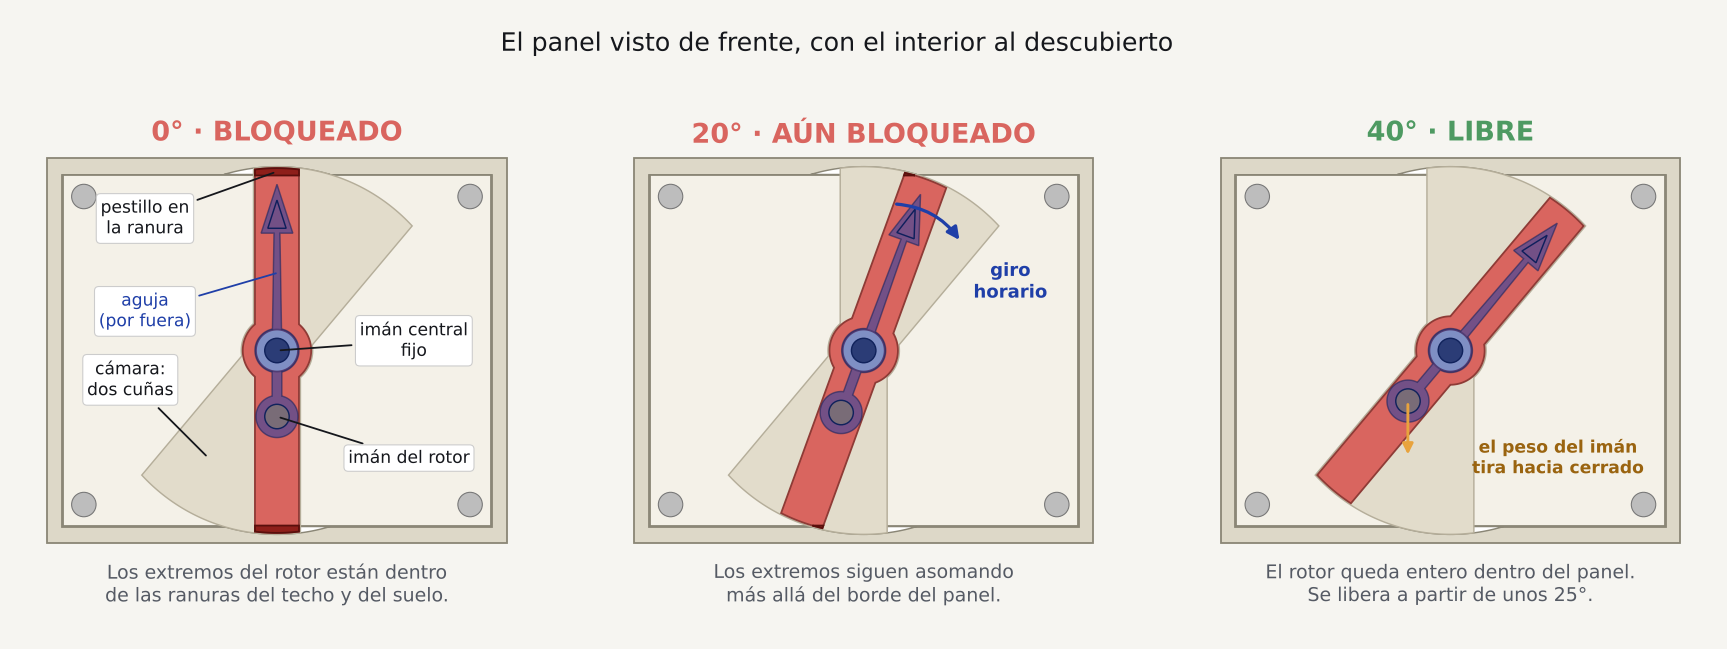 El panel visto de frente, con el interior al descubierto
0° · BLOQUEADO
pestillo en
la ranura
aguja
(por fuera)
cámara:
dos cuñas
imán central
fijo
imán del rotor
Los extremos del rotor están dentro
de las ranuras del techo y del suelo.
20° · AÚN BLOQUEADO
giro
horario
Los extremos siguen asomando
más allá del borde del panel.
40° · LIBRE
el peso del imán
tira hacia cerrado
El rotor queda entero dentro del panel.
Se libera a partir de unos 25°.